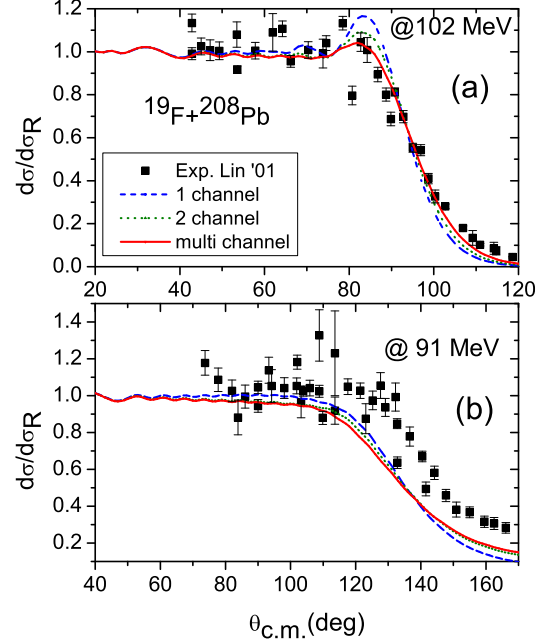 @102 MeV
1.2
1.0
0.8
0.6
0.4
0.2
0.0
dσ/dσR
(a)
19F+208Pb
Exp. Lin '01
1 channel
2 channel
multi channel
20 40 60 80 100 120
@ 91 MeV
1.4
1.2
1.0
0.8
0.6
0.4
0.2
dσ/dσR
(b)
40 60 80 100 120 140 160
θc.m.(deg)